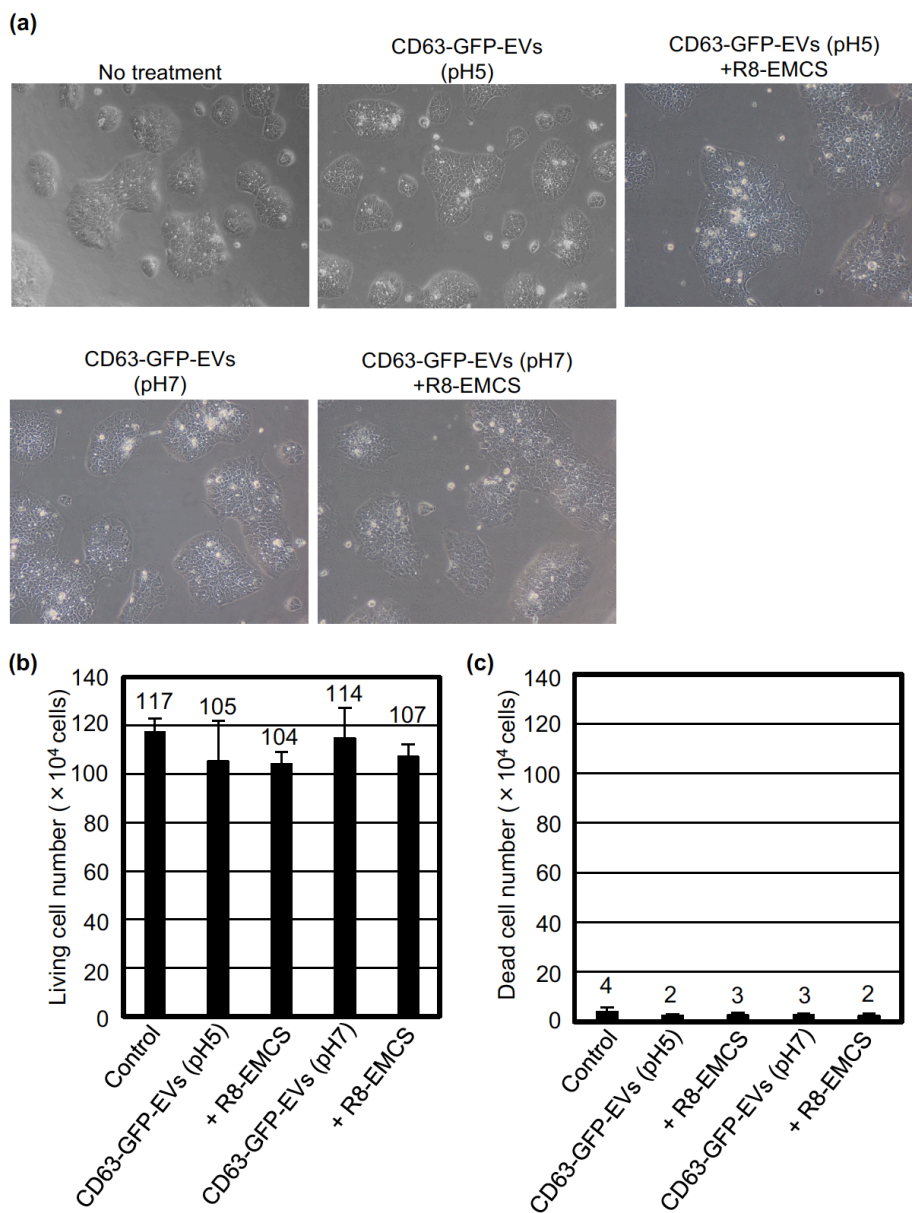 (a)
No treatment
CD63-GFP-EVs
(pH5)
CD63-GFP-EVs (pH5)
+R8-EMCS
CD63-GFP-EVs
(pH7)
CD63-GFP-EVs (pH7)
+R8-EMCS
(b)
Living cell number ( × 10⁴ cells)
140
120
100
80
60
40
20
0
117
105
104
114
107
Control
CD63-GFP-EVs (pH5)
+ R8-EMCS
CD63-GFP-EVs (pH7)
+ R8-EMCS
(c)
Dead cell number ( × 10⁴ cells)
140
120
100
80
60
40
20
0
4
2
3
3
2
Control
CD63-GFP-EVs (pH5)
+ R8-EMCS
CD63-GFP-EVs (pH7)
+ R8-EMCS